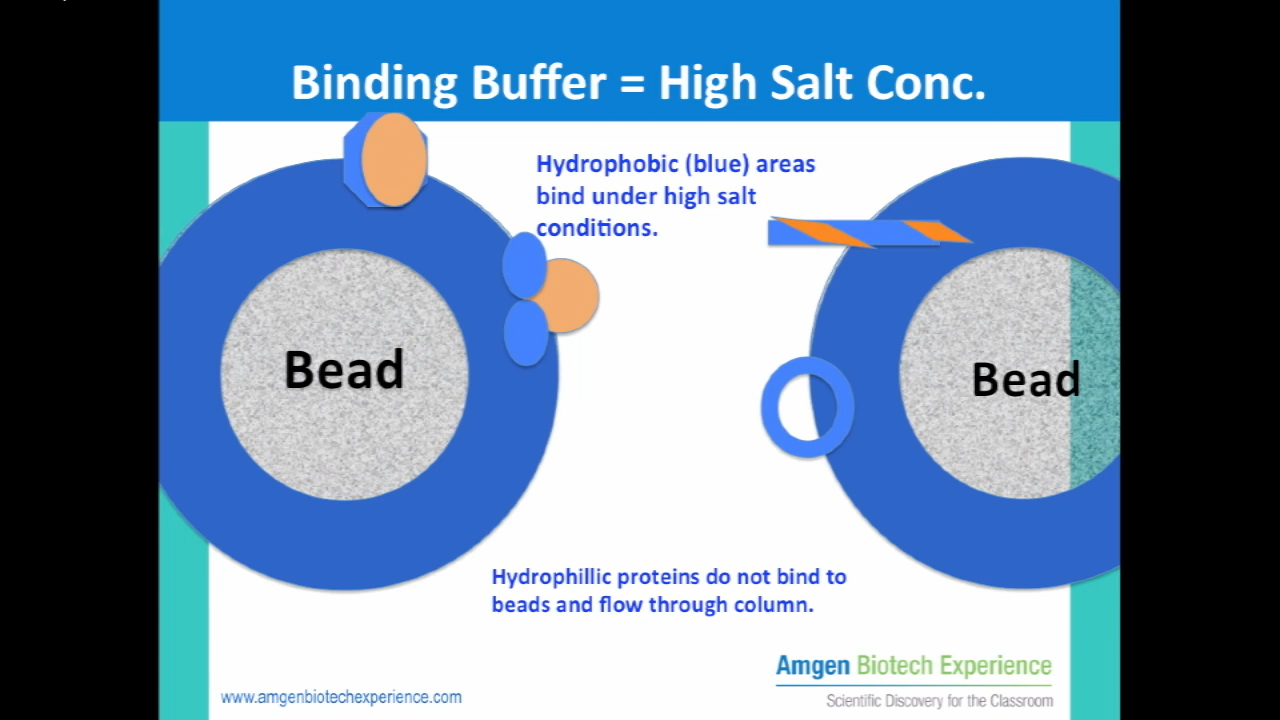 Binding Buffer = High Salt Conc.
Hydrophobic (blue) areas
bind under high salt
conditions.
Bead
Bead
Hydrophillic proteins do not bind to
beads and flow through column.
Amgen Biotech Experience
Scientific Discovery for the Classroom
www.amgenbiotechexperience.com